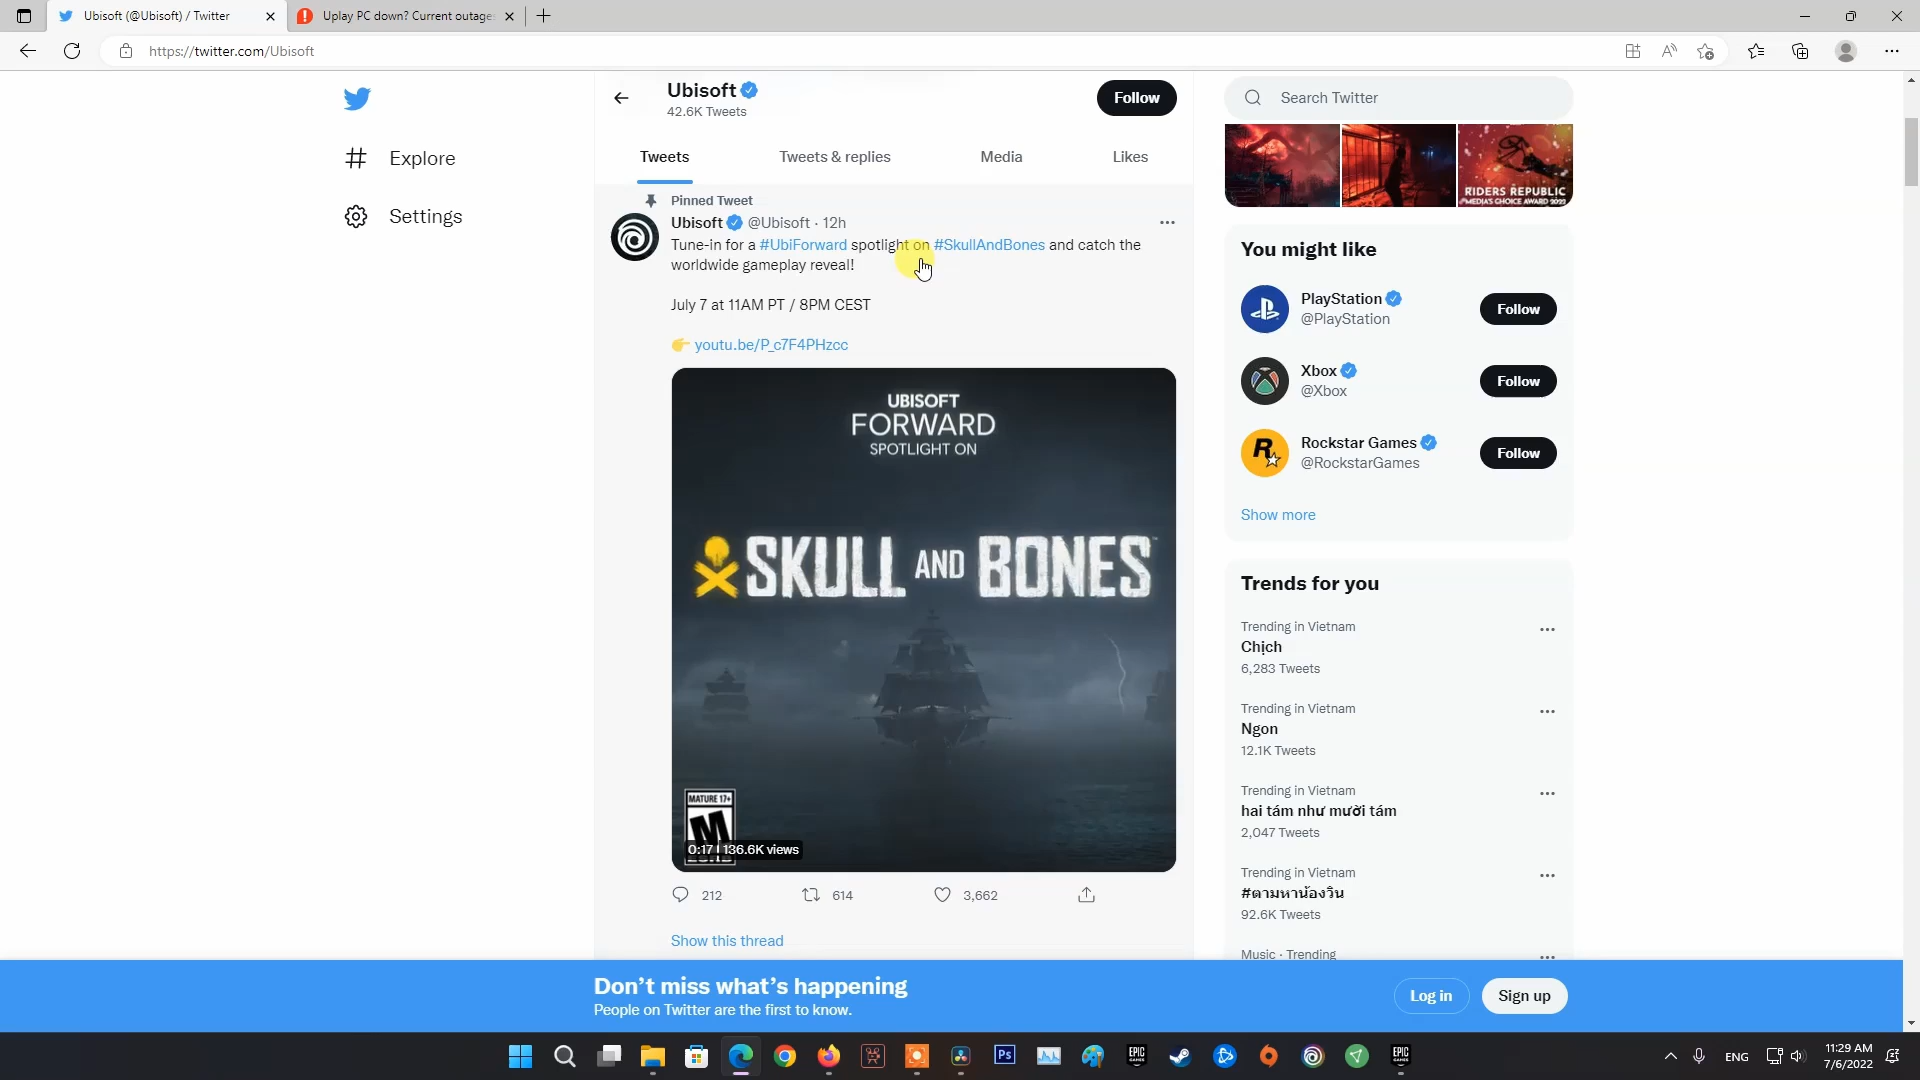 Ubisoft (@Ubisoft) / Twitter
Uplay PC down? Current outage
https://twitter.com/Ubisoft
Ubisoft
42.6K Tweets
Follow
Search Twitter
Explore
Settings
Tweets
Tweets & replies
Media
Likes
Pinned Tweet
Ubisoft @Ubisoft · 12h
Tune-in for a #UbiForward spotlight on #SkullAndBones and catch the
worldwide gameplay reveal!
July 7 at 11AM PT / 8PM CEST
👉 youtu.be/P_c7F4PHzcc
UBISOFT
FORWARD
SPOTLIGHT ON
SKULL AND BONES
MATURE 17+
M
0:17 136.6K views
212
614
3,662
Show this thread
RIDERS REPUBLIC
You might like
PlayStation
@PlayStation
Follow
Xbox
@Xbox
Follow
Rockstar Games
@RockstarGames
Follow
Show more
Trends for you
Trending in Vietnam
Chịch
6,283 Tweets
Trending in Vietnam
Ngon
12.1K Tweets
Trending in Vietnam
hai tám như mười tám
2,047 Tweets
Trending in Vietnam
#ตามหาน้องวิน
92.6K Tweets
Music · Trending
Don't miss what's happening
People on Twitter are the first to know.
Log in
Sign up
Ps
EPIC
GAMES
EPIC
GAMES
ENG
11:29 AM
7/6/2022